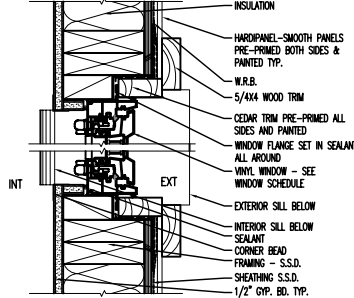 INSULATION
HARDIPANEL-SMOOTH PANELS
PRE-PRIMED BOTH SIDES &
PAINTED TYP.
W.R.B.
5/4X4 WOOD TRIM
CEDAR TRIM PRE-PRIMED ALL
SIDES AND PAINTED
WINDOW FLANGE SET IN SEALAN
ALL AROUND
VINYL WINDOW - SEE
WINDOW SCHEDULE
INT
EXT
EXTERIOR SILL BELOW
INTERIOR SILL BELOW
SEALANT
CORNER BEAD
FRAMING - S.S.D.
SHEATHING S.S.D.
1/2" GYP. BD. TYP.